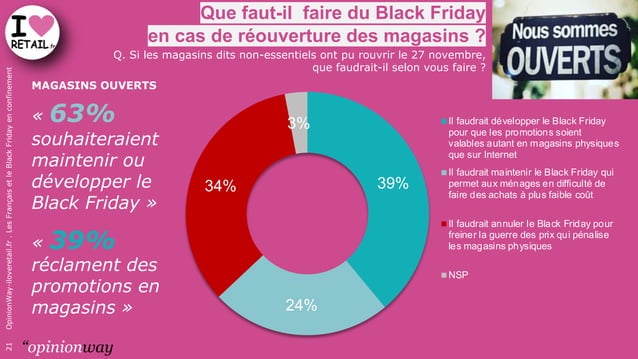 I
RETAIL.fr
Que faut-il faire du Black Friday
en cas de réouverture des magasins ?
Q. Si les magasins dits non-essentiels ont pu rouvrir le 27 novembre,
que faudrait-il selon vous faire ?
Nous sommes
OUVERTS
MAGASINS OUVERTS
« 63%
souhaiteraient
maintenir ou
développer le
Black Friday »
« 39%
réclament des
promotions en
magasins »
3%
39%
34%
24%
Il faudrait développer le Black Friday
pour que les promotions soient
valables autant en magasins physiques
que sur Internet
Il faudrait maintenir le Black Friday qui
permet aux ménages en difficulté de
faire des achats à plus faible coût
Il faudrait annuler le Black Friday pour
freiner la guerre des prix qui pénalise
les magasins physiques
NSP
21 OpinionWay-iloveretail.fr . Les Français et le Black Friday en confinement
“opinionway